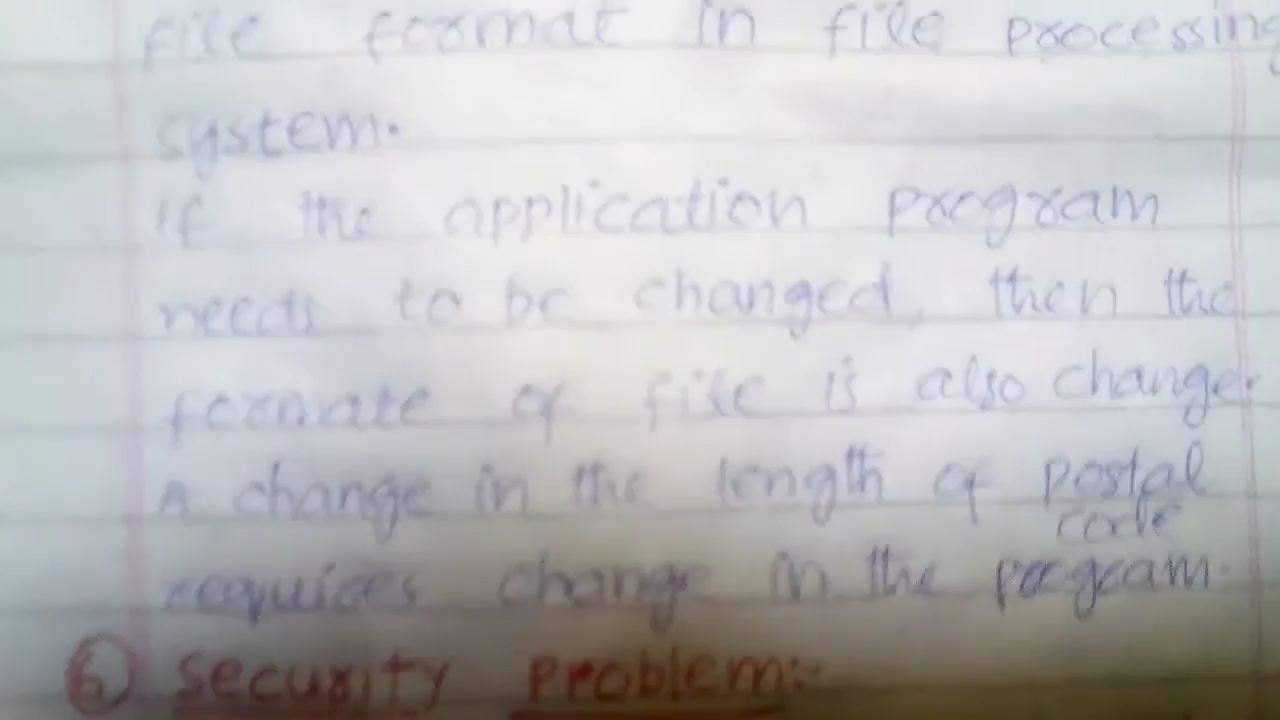 file format in file processing
system.
if the application program
needs to be changed, then the
formate of file is also change.
A change in the length of postal
code
requires change in the program.
6 security problem:-